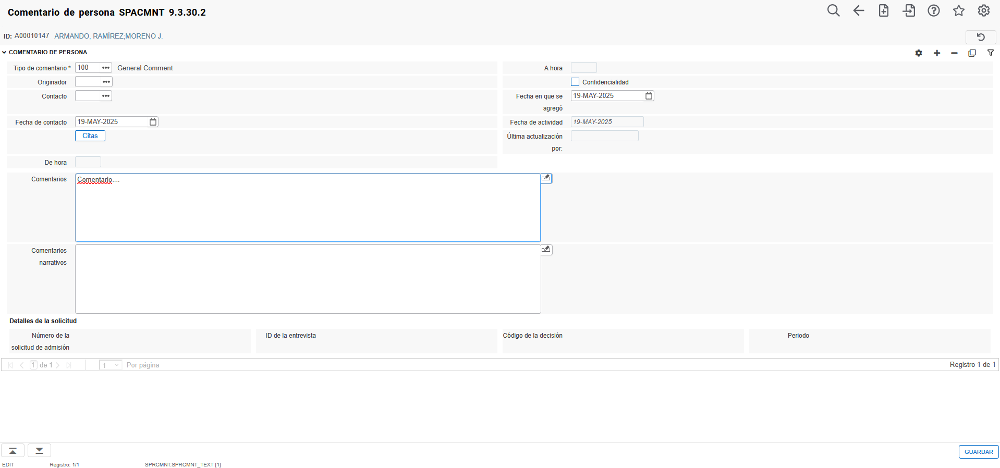 Comentario de persona SPACMNT 9.3.30.2
ID: A00010147 ARMANDO, RAMÍREZ;MORENO J.
COMENTARIO DE PERSONA
Tipo de comentario * 100 General Comment
A hora
Originador
Confidencialidad
Contacto
Fecha en que se agregó 19-MAY-2025
Fecha de contacto 19-MAY-2025
Fecha de actividad 19-MAY-2025
Citas
Última actualización por:
De hora
Comentarios Comentario....
Comentarios
narrativos
Detalles de la solicitud
Número de la
solicitud de admisión
ID de la entrevista
Código de la decisión
Periodo
1 de 1 1 Por página Registro 1 de 1
GUARDAR
EDIT Registro: 1/1 SPRCMNT.SPRCMNT_TEXT [1]